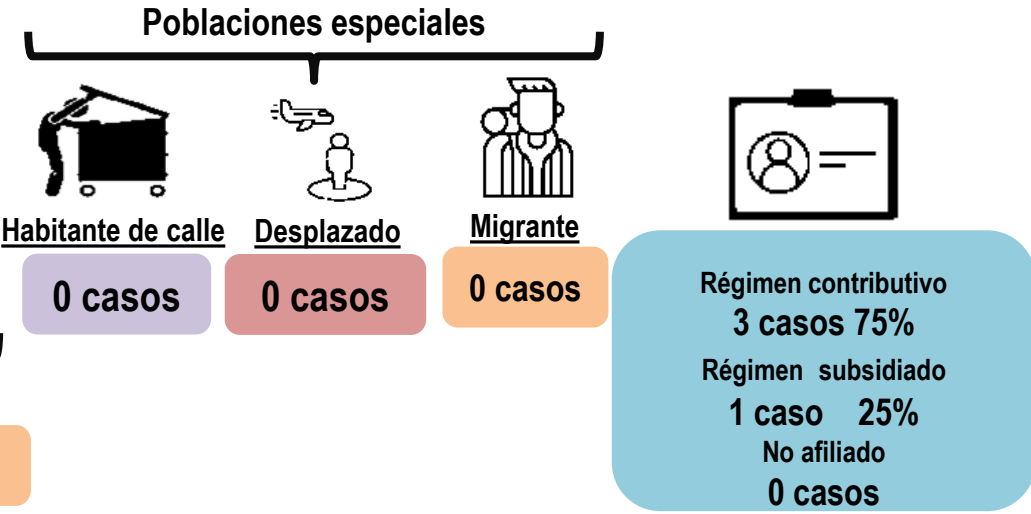 Poblaciones especiales
Habitante de calle
0 casos
Desplazado
0 casos
Migrante
0 casos
Régimen contributivo
3 casos 75%
Régimen subsidiado
1 caso 25%
No afiliado
0 casos